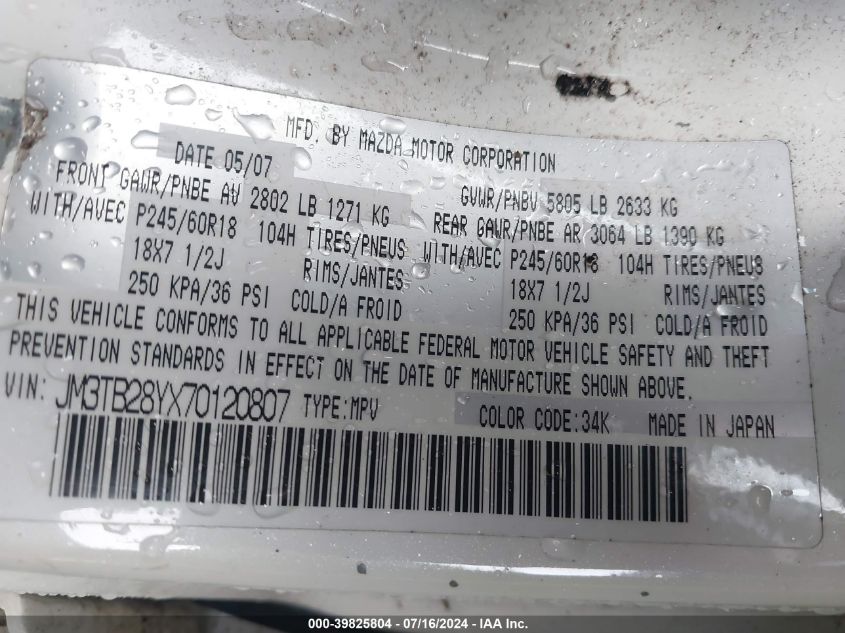 MFD. BY MAZDA MOTOR CORPORATION
DATE 05/07
FRONT GAWR/PNBE AV 2802 LB 1271 KG
WITH/AVEC P245/60R18 104H TIRES/PNEUS
18X7 1/2J RIMS/JANTES
250 KPA/36 PSI COLD/A FROID
GVWR/PNBV 5805 LB 2633 KG
REAR GAWR/PNBE AR 3064 LB 1390 KG
WITH/AVEC P245/60R18 104H TIRES/PNEUS
18X7 1/2J RIMS/JANTES
250 KPA/36 PSI COLD/A FROID
THIS VEHICLE CONFORMS TO ALL APPLICABLE FEDERAL MOTOR VEHICLE SAFETY AND THEFT
PREVENTION STANDARDS IN EFFECT ON THE DATE OF MANUFACTURE SHOWN ABOVE.
VIN: JM3TB28YX70120807 TYPE:MPV COLOR CODE:34K MADE IN JAPAN
000-39825804 - 07/16/2024 - IAA Inc.